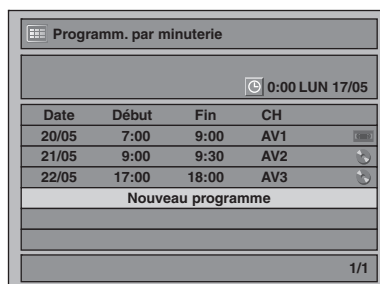 Programm. par minuterie
0:00 LUN 17/05
Date Début Fin CH
20/05 7:00 9:00 AV1
21/05 9:00 9:30 AV2
22/05 17:00 18:00 AV3
Nouveau programme
1/1